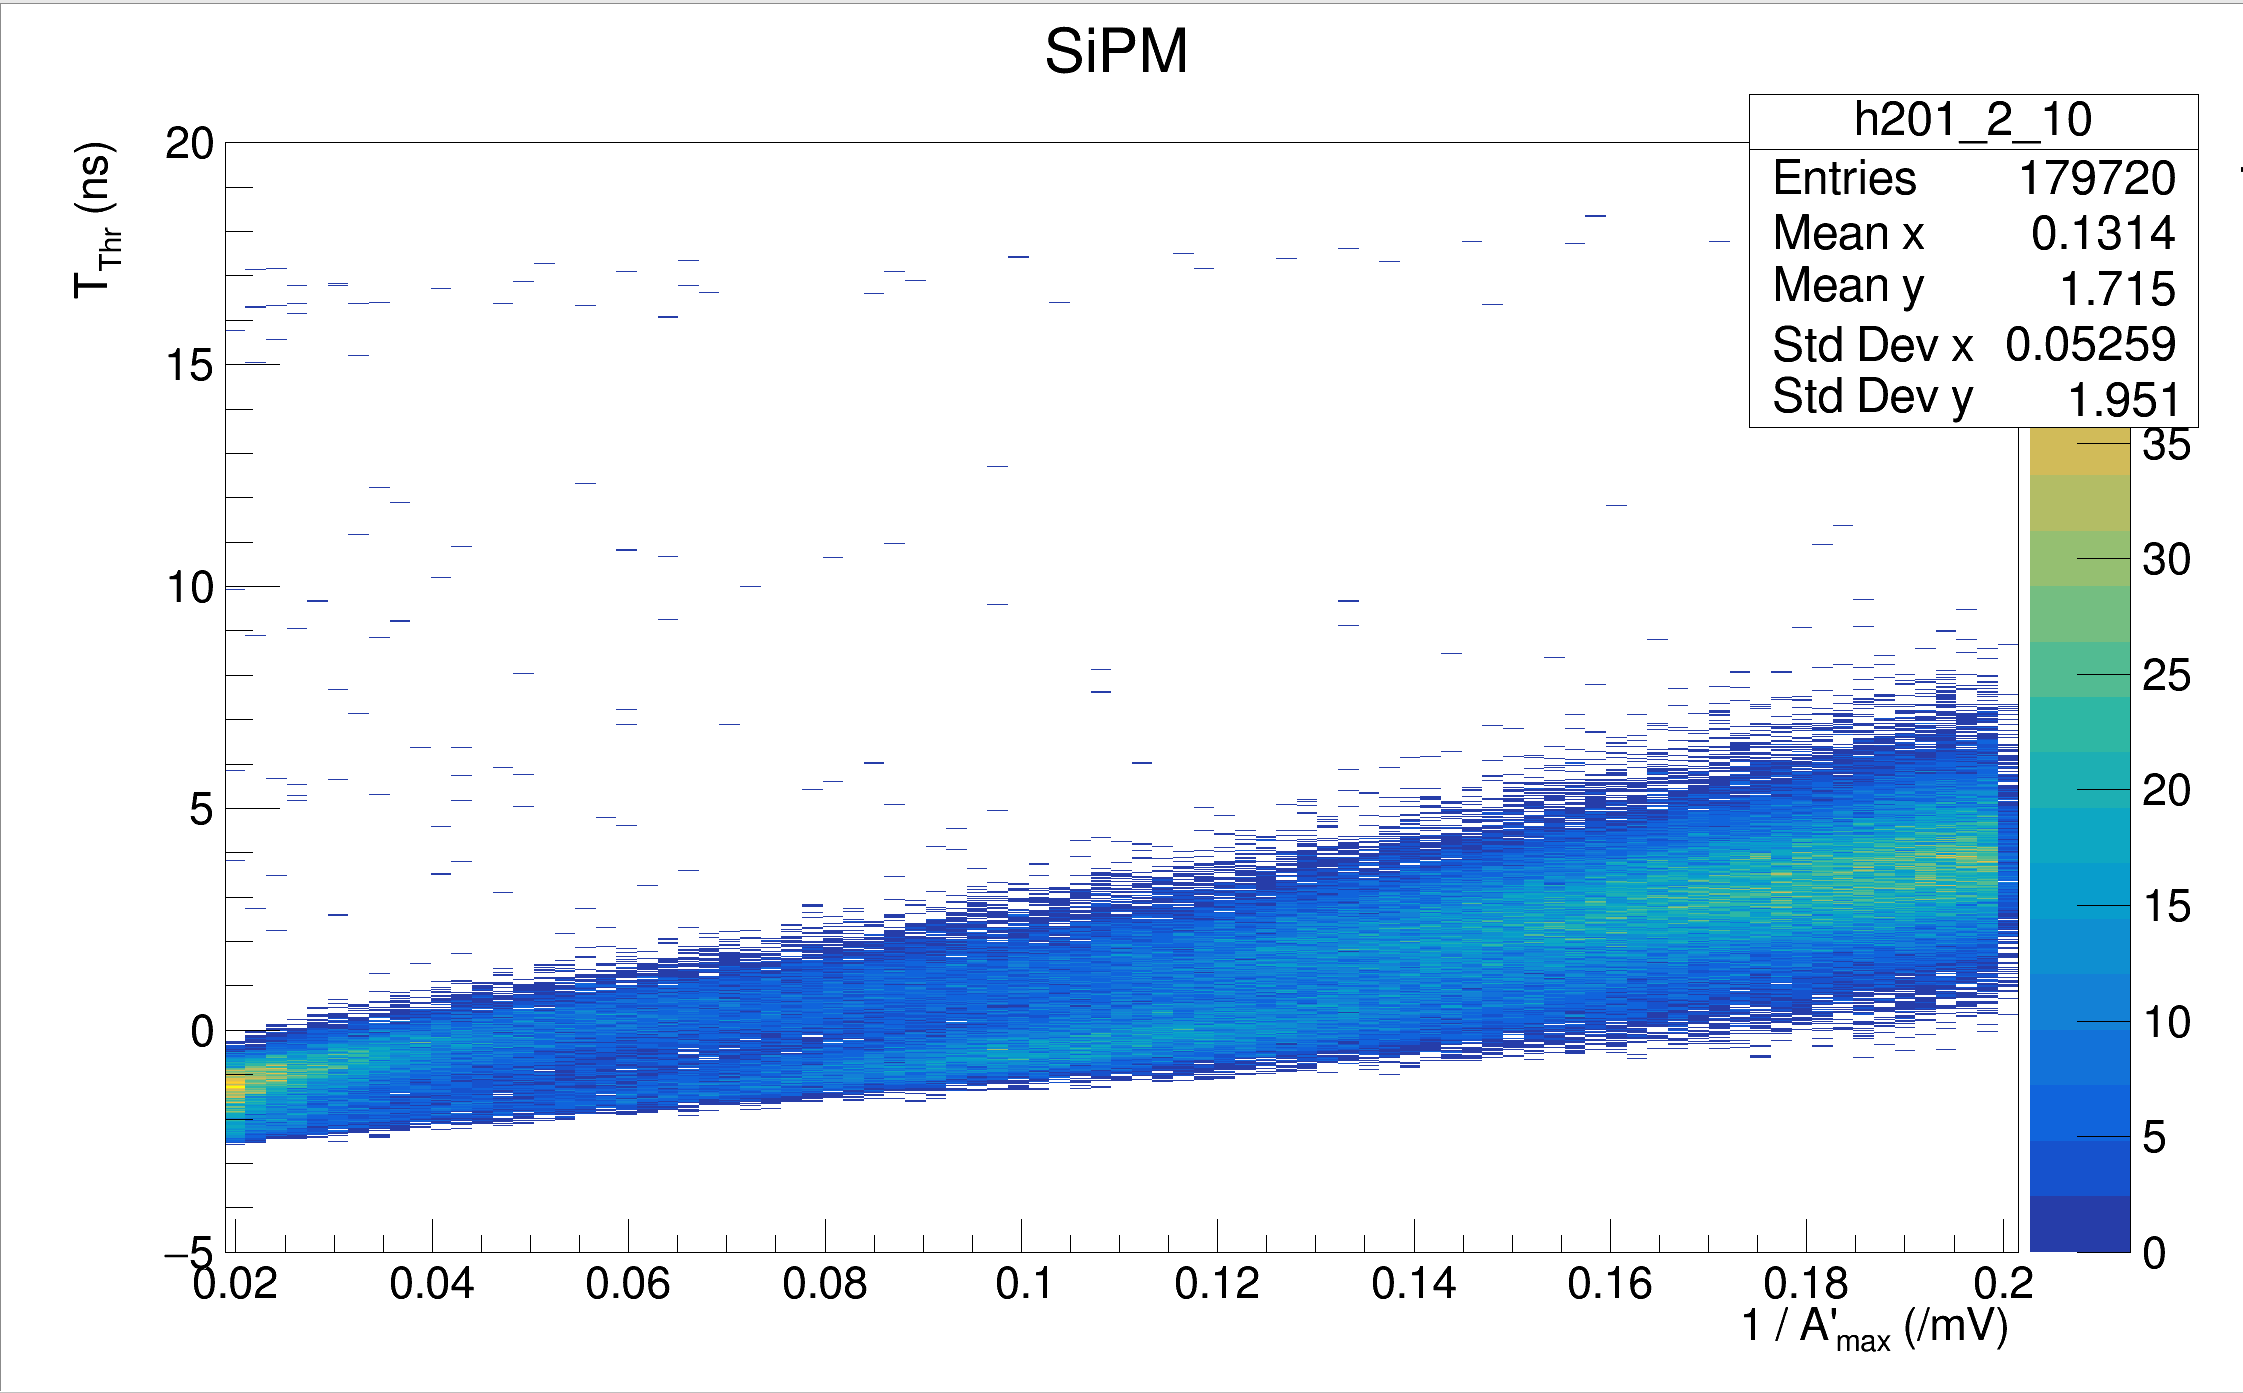 SiPM
h201_2_10
Entries 179720
Mean x 0.1314
Mean y 1.715
Std Dev x 0.05259
Std Dev y 1.951
T_Thr (ns)
20
15
10
5
0
−5
35
30
25
20
15
10
5
0
0.02 0.04 0.06 0.08 0.1 0.12 0.14 0.16 0.18 0.2
1 / A'_max (/mV)